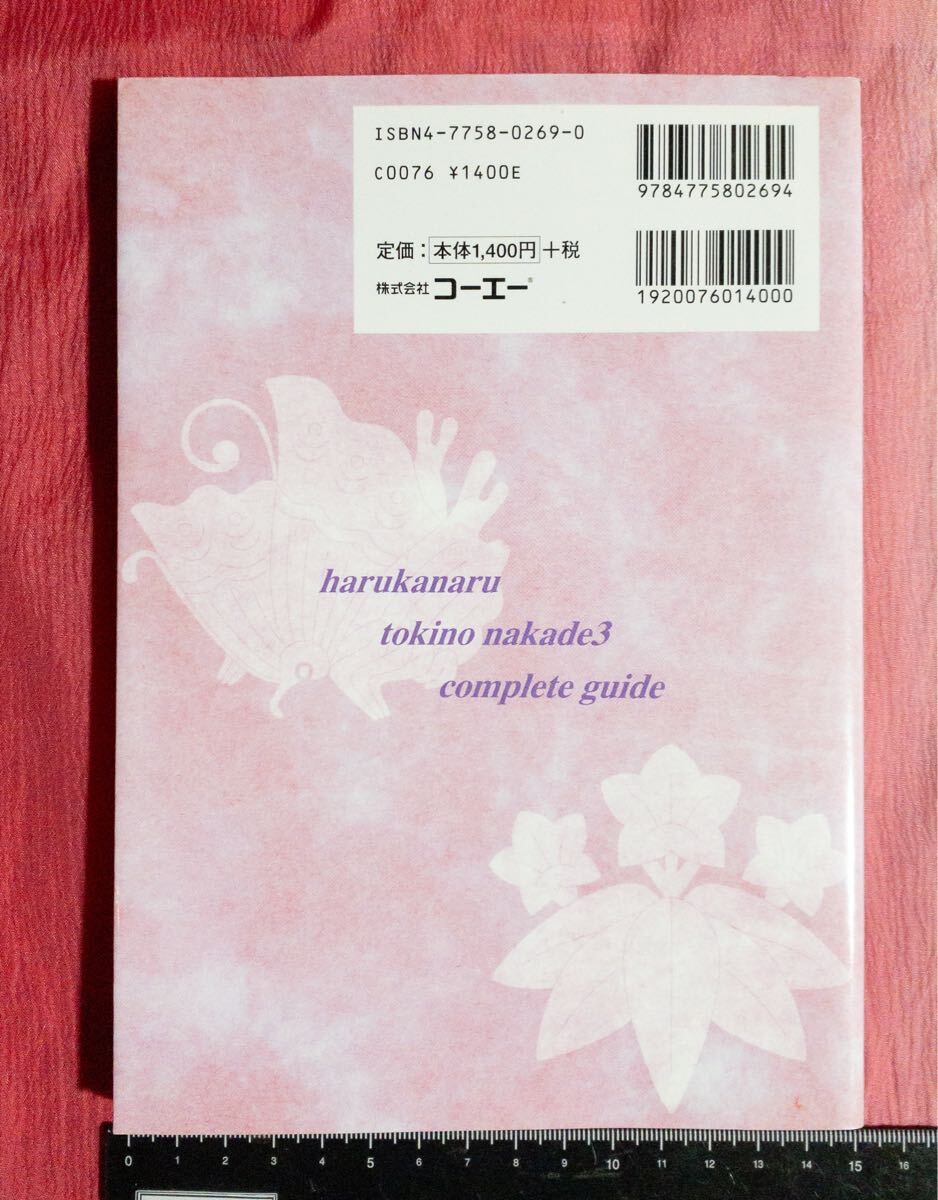 ISBN4-7758-0269-0
C0076 ¥1400E
9784775802694
定価：本体1,400円＋税
株式会社 コーエー®
1920076014000
harukanaru
tokino nakade3
complete guide
0 1 2 3 4 5 6 7 8 9 10 11 12 13 14 15 16